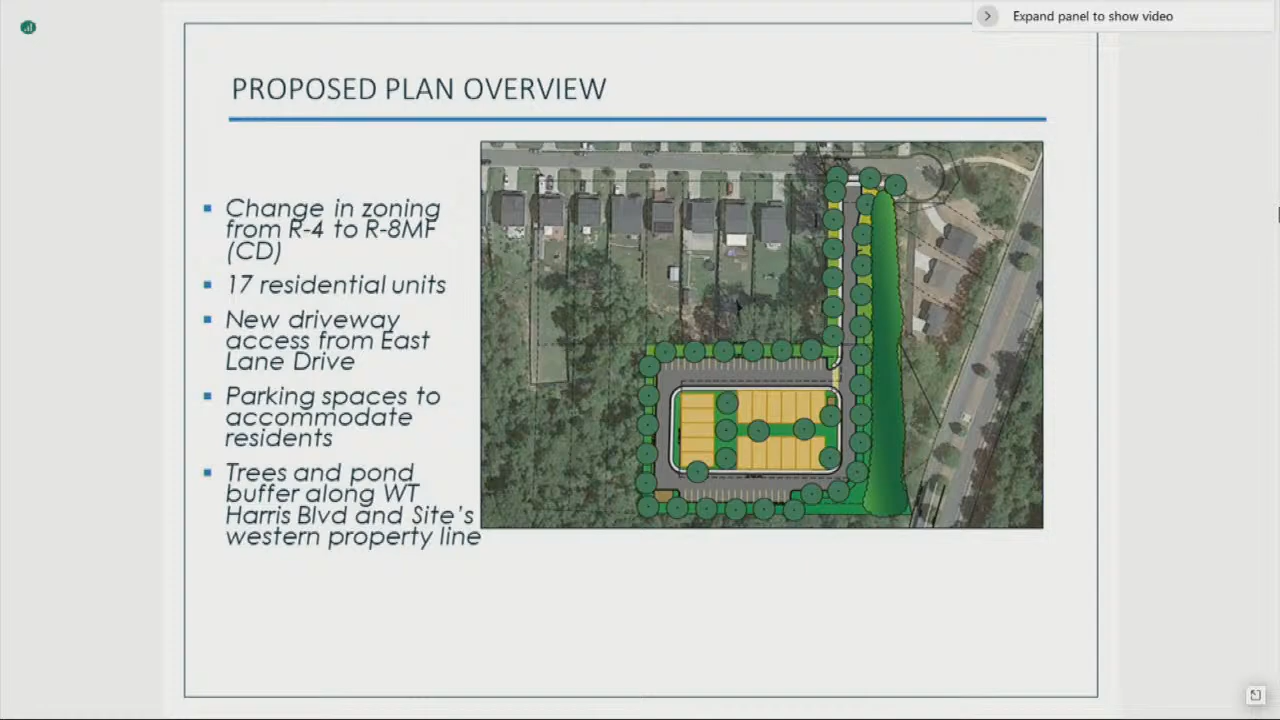 Expand panel to show video
PROPOSED PLAN OVERVIEW
Change in zoning
from R-4 to R-8MF
(CD)
17 residential units
New driveway
access from East
Lane Drive
Parking spaces to
accommodate
residents
Trees and pond
buffer along WT
Harris Blvd and Site's
western property line